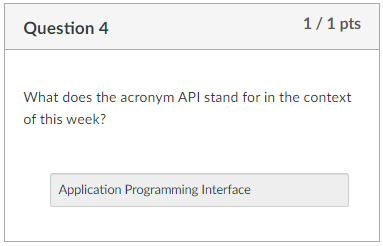 Question 4
1 / 1 pts
What does the acronym API stand for in the context
of this week?
Application Programming Interface